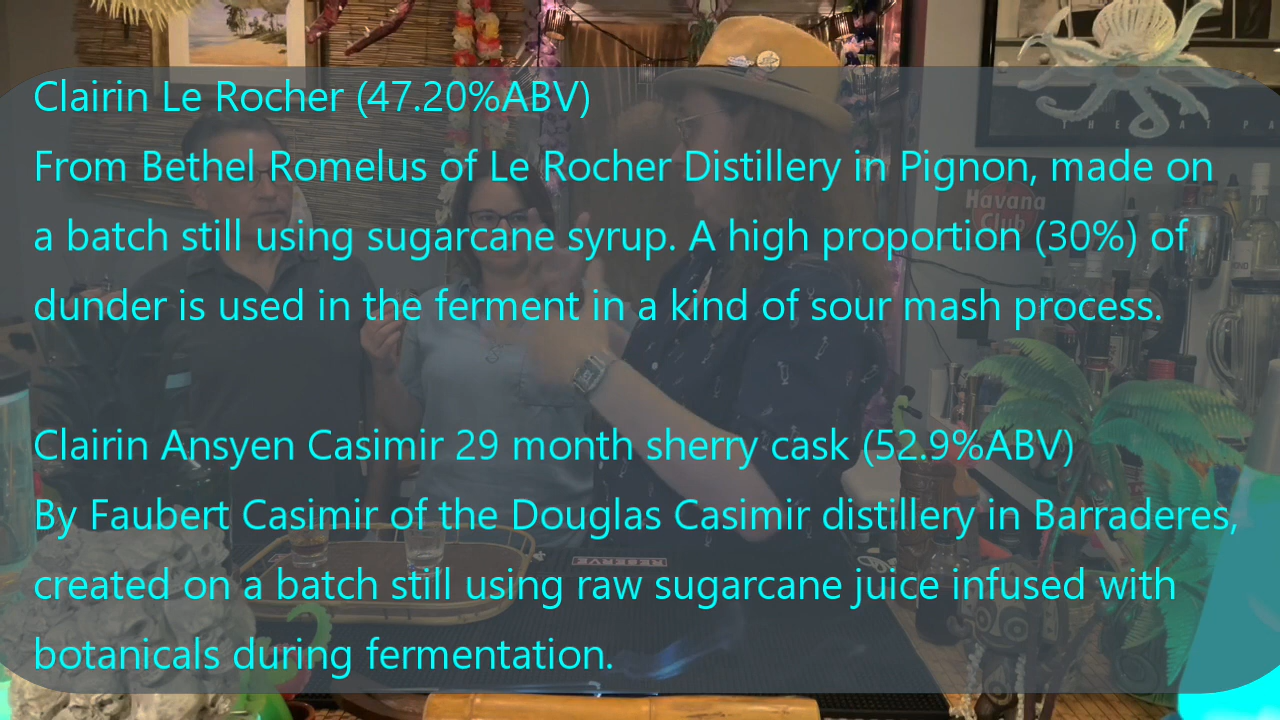 Clairin Le Rocher (47.20%ABV)
From Bethel Romelus of Le Rocher Distillery in Pignon, made on
a batch still using sugarcane syrup. A high proportion (30%) of
dunder is used in the ferment in a kind of sour mash process.
Clairin Ansyen Casimir 29 month sherry cask (52.9%ABV)
By Faubert Casimir of the Douglas Casimir distillery in Barraderes,
created on a batch still using raw sugarcane juice infused with
botanicals during fermentation.
Havana
Club
RESERVE